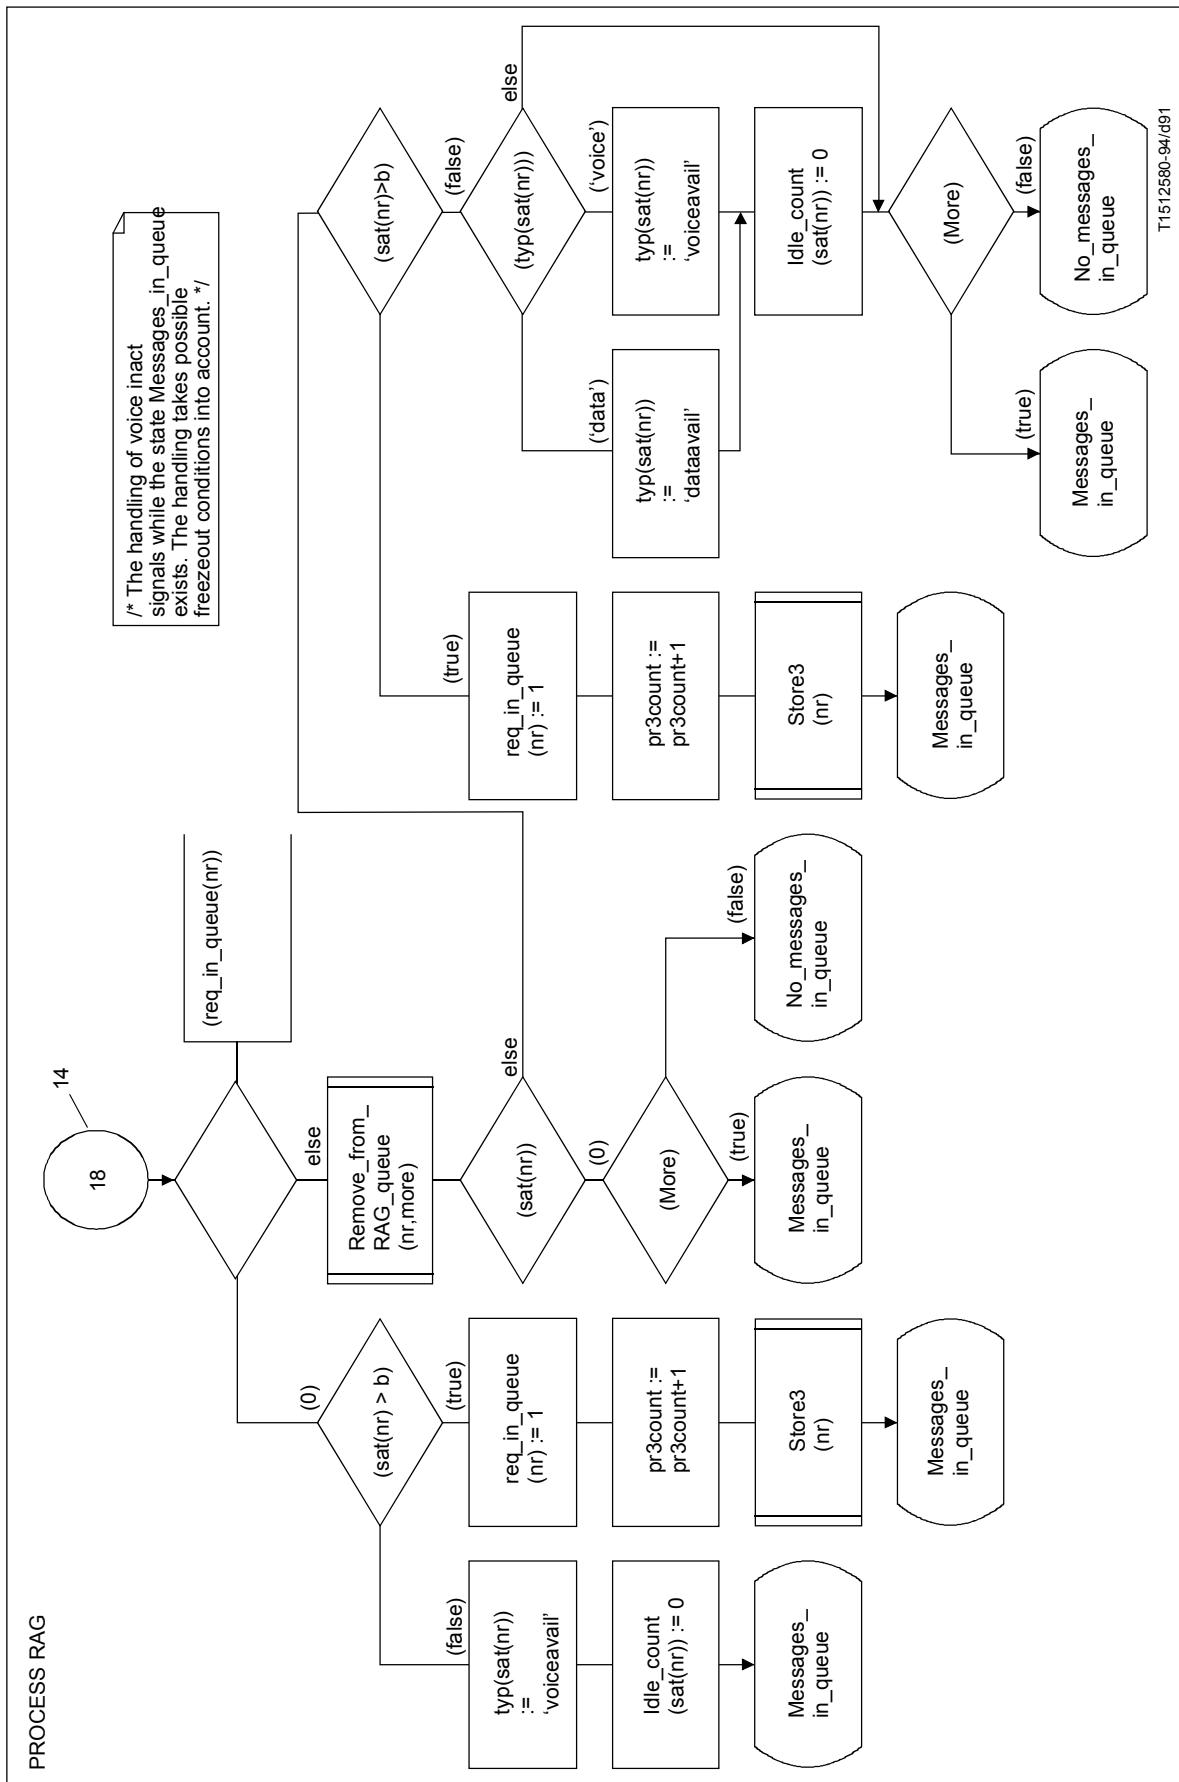 PROCESS RAG
/* The handling of voice inact
signals while the state Messages_in_queue
exists. The handling takes possible
freezeout conditions into account. */
14
18
(req_in_queue(nr))
(0)
else
(sat(nr) > b)
(false)
(true)
typ(sat(nr))
:=
'voiceavail'
Idle_count
(sat(nr)) := 0
Messages_
in_queue
req_in_queue
(nr) := 1
pr3count :=
pr3count+1
Store3
(nr)
Messages_
in_queue
Remove_from_
RAG_queue
(nr,more)
(sat(nr))
else
(0)
(More)
(true)
(false)
Messages_
in_queue
No_messages_
in_queue
(sat(nr)>b)
(true)
(false)
req_in_queue
(nr) := 1
pr3count :=
pr3count+1
Store3
(nr)
Messages_
in_queue
(typ(sat(nr)))
else
('data')
('voice')
typ(sat(nr))
:=
'dataavail'
typ(sat(nr))
:=
'voiceavail'
Idle_count
(sat(nr)) := 0
(More)
(true)
(false)
Messages_
in_queue
No_messages_
in_queue
T1512580-94/d91